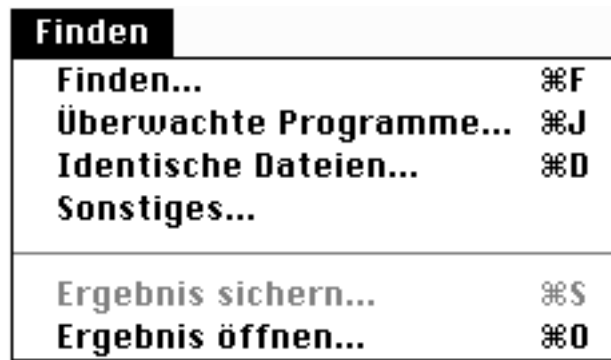 Finden
Finden... ⌘F
Überwachte Programme... ⌘J
Identische Dateien... ⌘D
Sonstiges...
Ergebnis sichern... ⌘S
Ergebnis öffnen... ⌘O